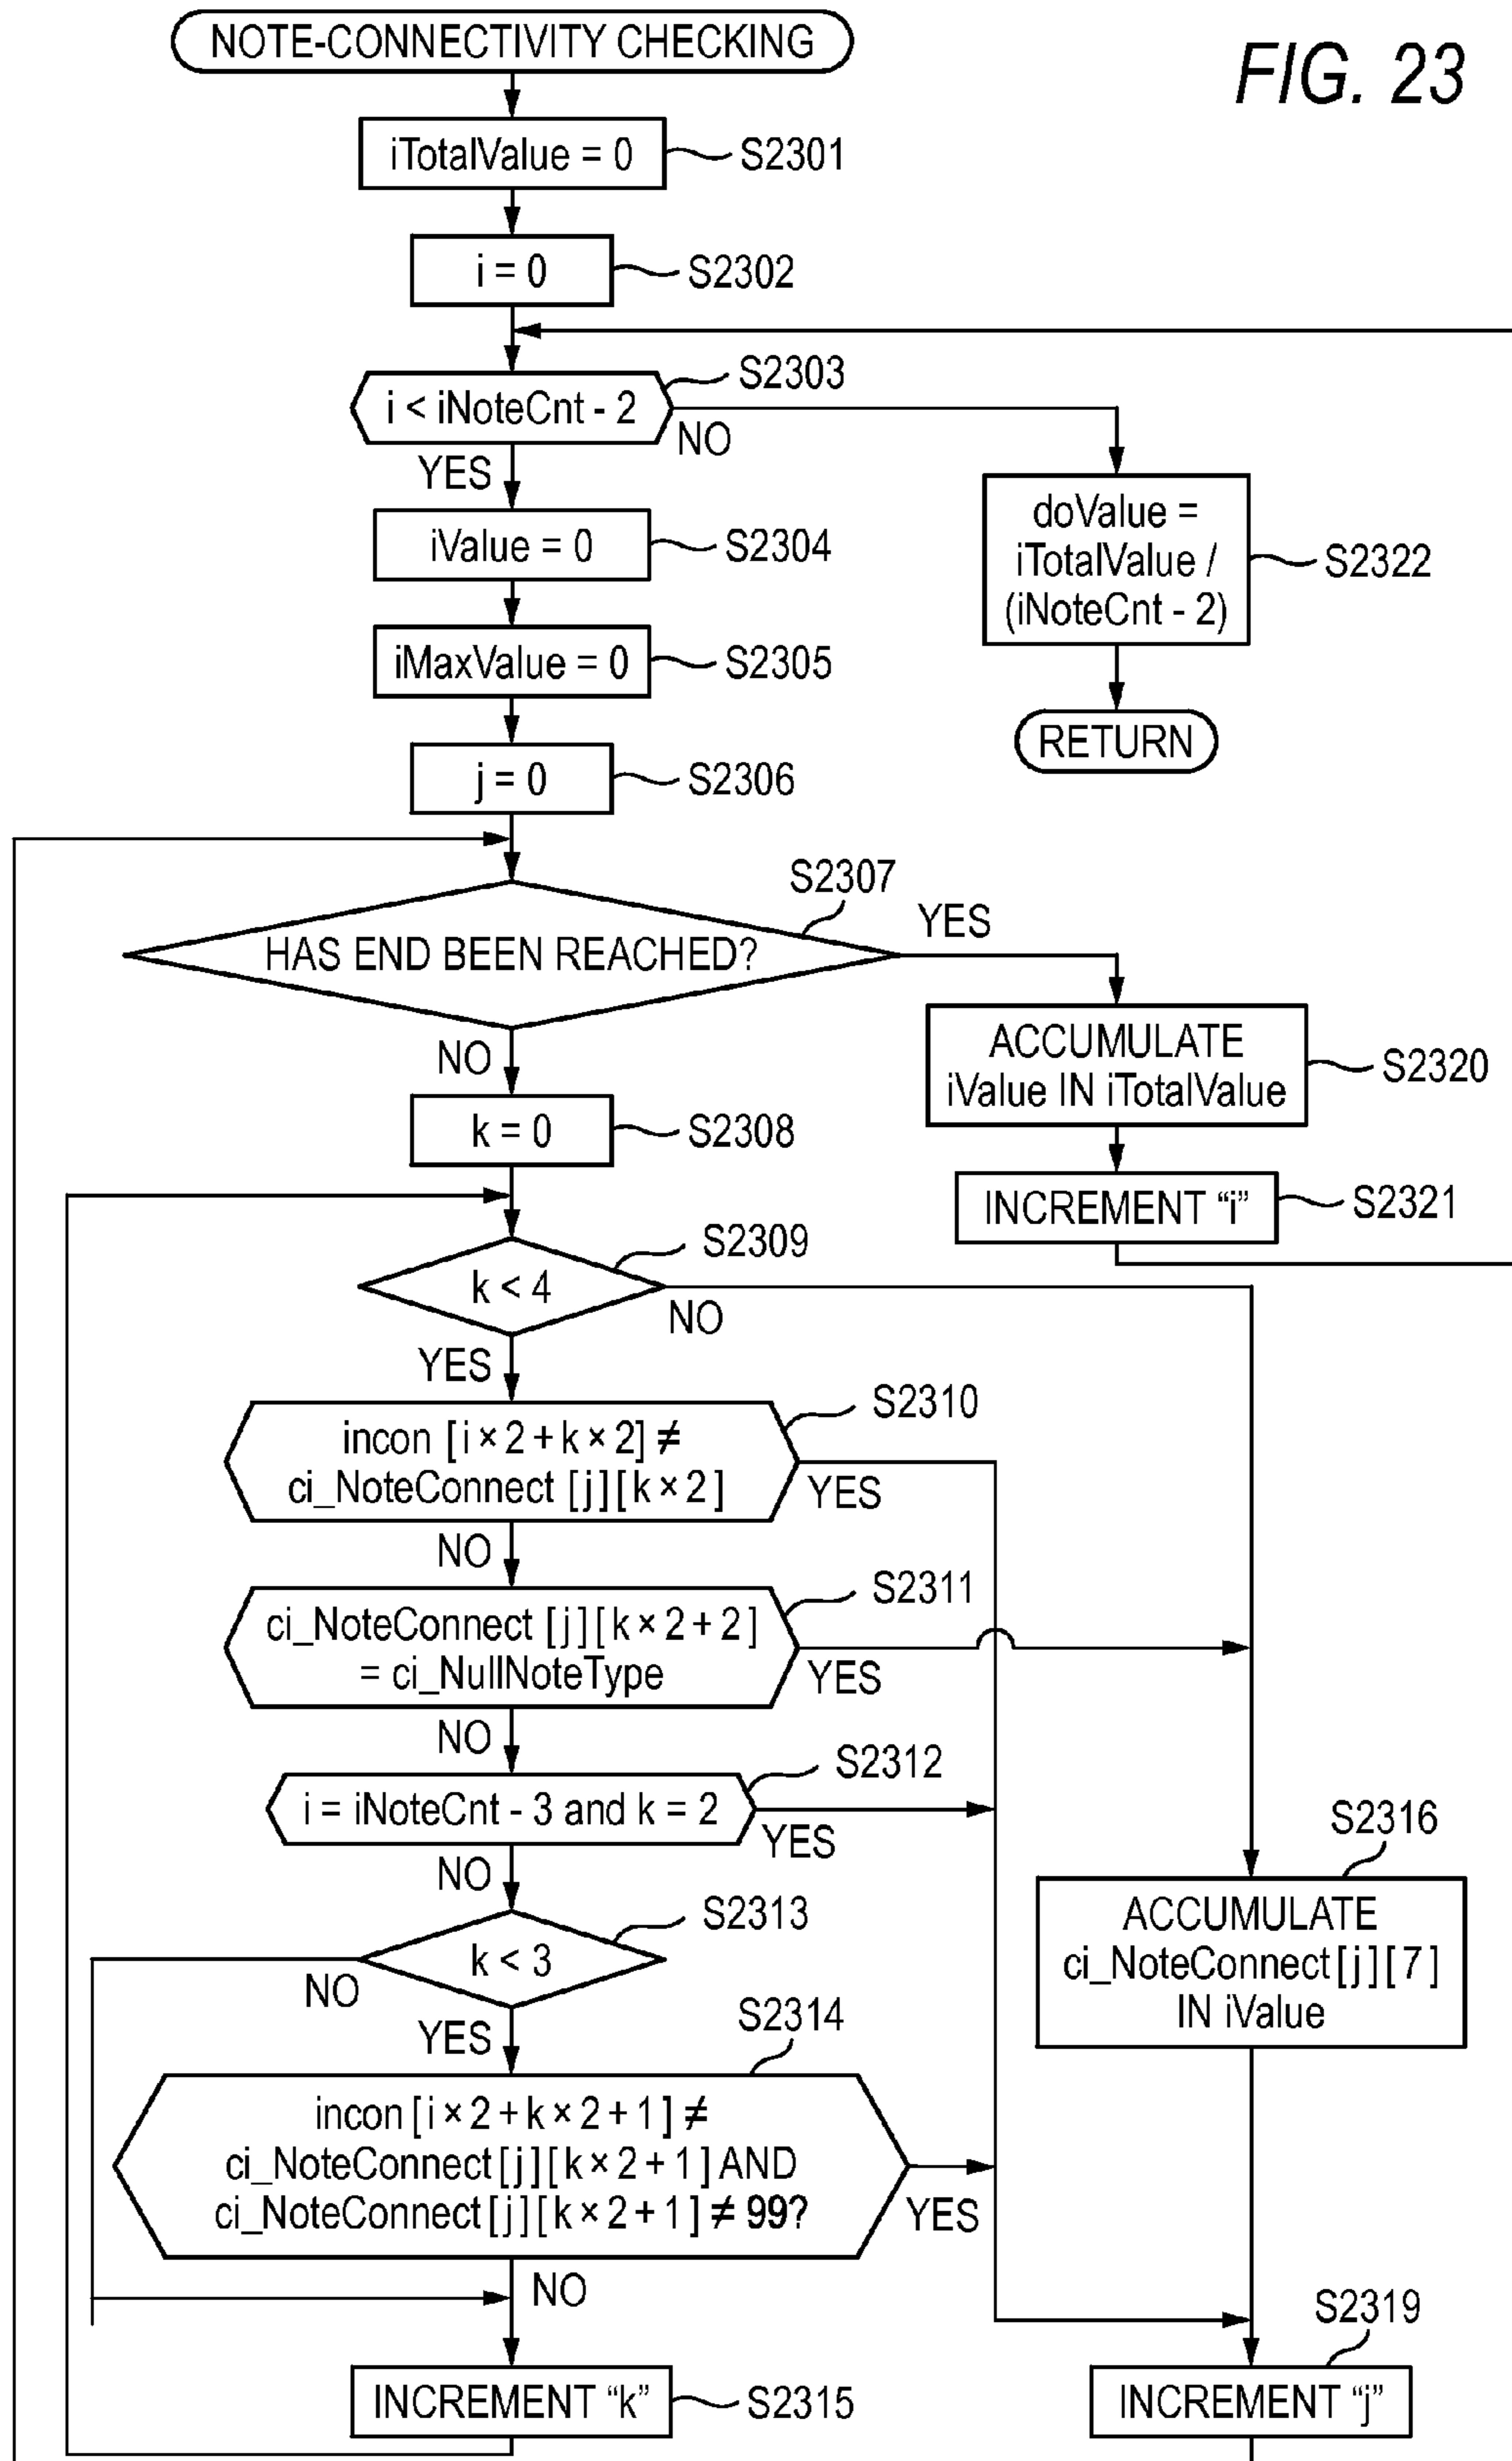 FIG. 23
NOTE-CONNECTIVITY CHECKING
iTotalValue = 0
S2301
i = 0
S2302
i < iNoteCnt - 2
S2303
NO
YES
iValue = 0
S2304
doValue =
iTotalValue /
(iNoteCnt - 2)
S2322
iMaxValue = 0
S2305
RETURN
j = 0
S2306
HAS END BEEN REACHED?
S2307
YES
NO
ACCUMULATE
iValue IN iTotalValue
S2320
k = 0
S2308
INCREMENT “i”
S2321
k < 4
S2309
NO
YES
incon [i × 2 + k × 2] ≠
ci_NoteConnect [j] [k × 2]
S2310
YES
NO
ci_NoteConnect [j] [k × 2 + 2]
= ci_NullNoteType
S2311
YES
NO
i = iNoteCnt - 3 and k = 2
S2312
YES
NO
k < 3
S2313
NO
YES
S2316
ACCUMULATE
ci_NoteConnect [j] [7]
IN iValue
S2314
incon [i × 2 + k × 2 + 1] ≠
ci_NoteConnect [j] [k × 2 + 1] AND
ci_NoteConnect [j] [k × 2 + 1] ≠ 99?
YES
NO
INCREMENT “k”
S2315
S2319
INCREMENT “j”